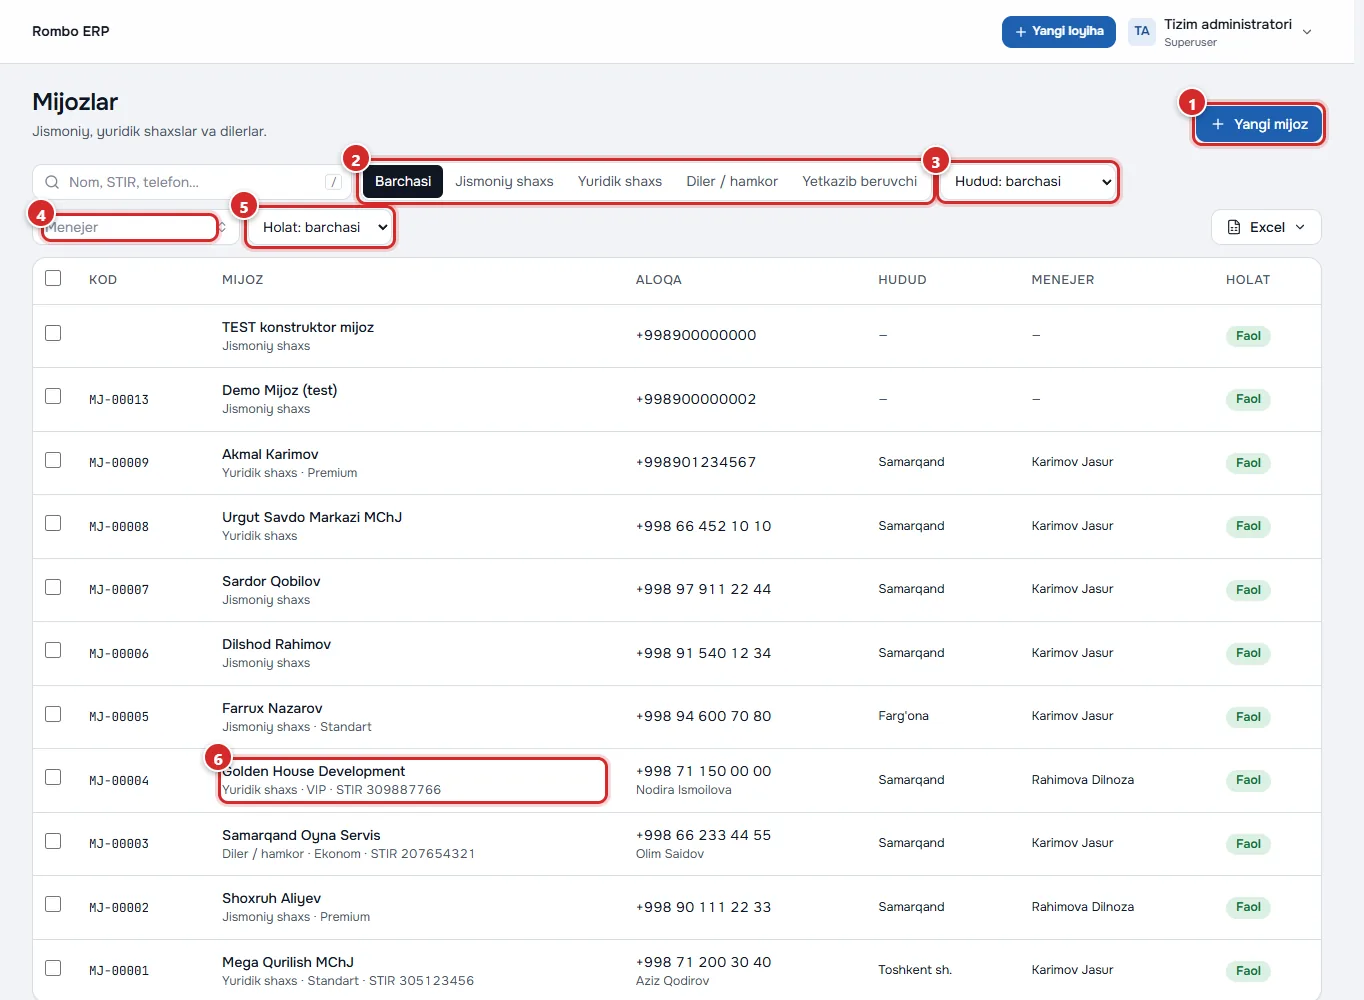 Rombo ERP
+ Yangi loyiha
TA
Tizim administratori
Superuser
Mijozlar
Jismoniy, yuridik shaxslar va dilerlar.
1
+ Yangi mijoz
Nom, STIR, telefon...
/
2
Barchasi
Jismoniy shaxs
Yuridik shaxs
Diler / hamkor
Yetkazib beruvchi
3
Hudud: barchasi
4
Menejer
5
Holat: barchasi
Excel
KOD MIJOZ ALOQA HUDUD MENEJER HOLAT
TEST konstruktor mijoz
Jismoniy shaxs
+998900000000 – – Faol
MJ-00013
Demo Mijoz (test)
Jismoniy shaxs
+998900000002 – – Faol
MJ-00009
Akmal Karimov
Yuridik shaxs · Premium
+998901234567 Samarqand Karimov Jasur Faol
MJ-00008
Urgut Savdo Markazi MChJ
Yuridik shaxs
+998 66 452 10 10 Samarqand Karimov Jasur Faol
MJ-00007
Sardor Qobilov
Jismoniy shaxs
+998 97 911 22 44 Samarqand Karimov Jasur Faol
MJ-00006
Dilshod Rahimov
Jismoniy shaxs
+998 91 540 12 34 Samarqand Karimov Jasur Faol
MJ-00005
Farrux Nazarov
Jismoniy shaxs · Standart
+998 94 600 70 80 Farg'ona Karimov Jasur Faol
6
MJ-00004
Golden House Development
Yuridik shaxs · VIP · STIR 309887766
+998 71 150 00 00
Nodira Ismoilova
Samarqand Rahimova Dilnoza Faol
MJ-00003
Samarqand Oyna Servis
Diler / hamkor · Ekonom · STIR 207654321
+998 66 233 44 55
Olim Saidov
Samarqand Karimov Jasur Faol
MJ-00002
Shoxruh Aliyev
Jismoniy shaxs · Premium
+998 90 111 22 33 Samarqand Rahimova Dilnoza Faol
MJ-00001
Mega Qurilish MChJ
Yuridik shaxs · Standart · STIR 305123456
+998 71 200 30 40
Aziz Qodirov
Toshkent sh. Karimov Jasur Faol